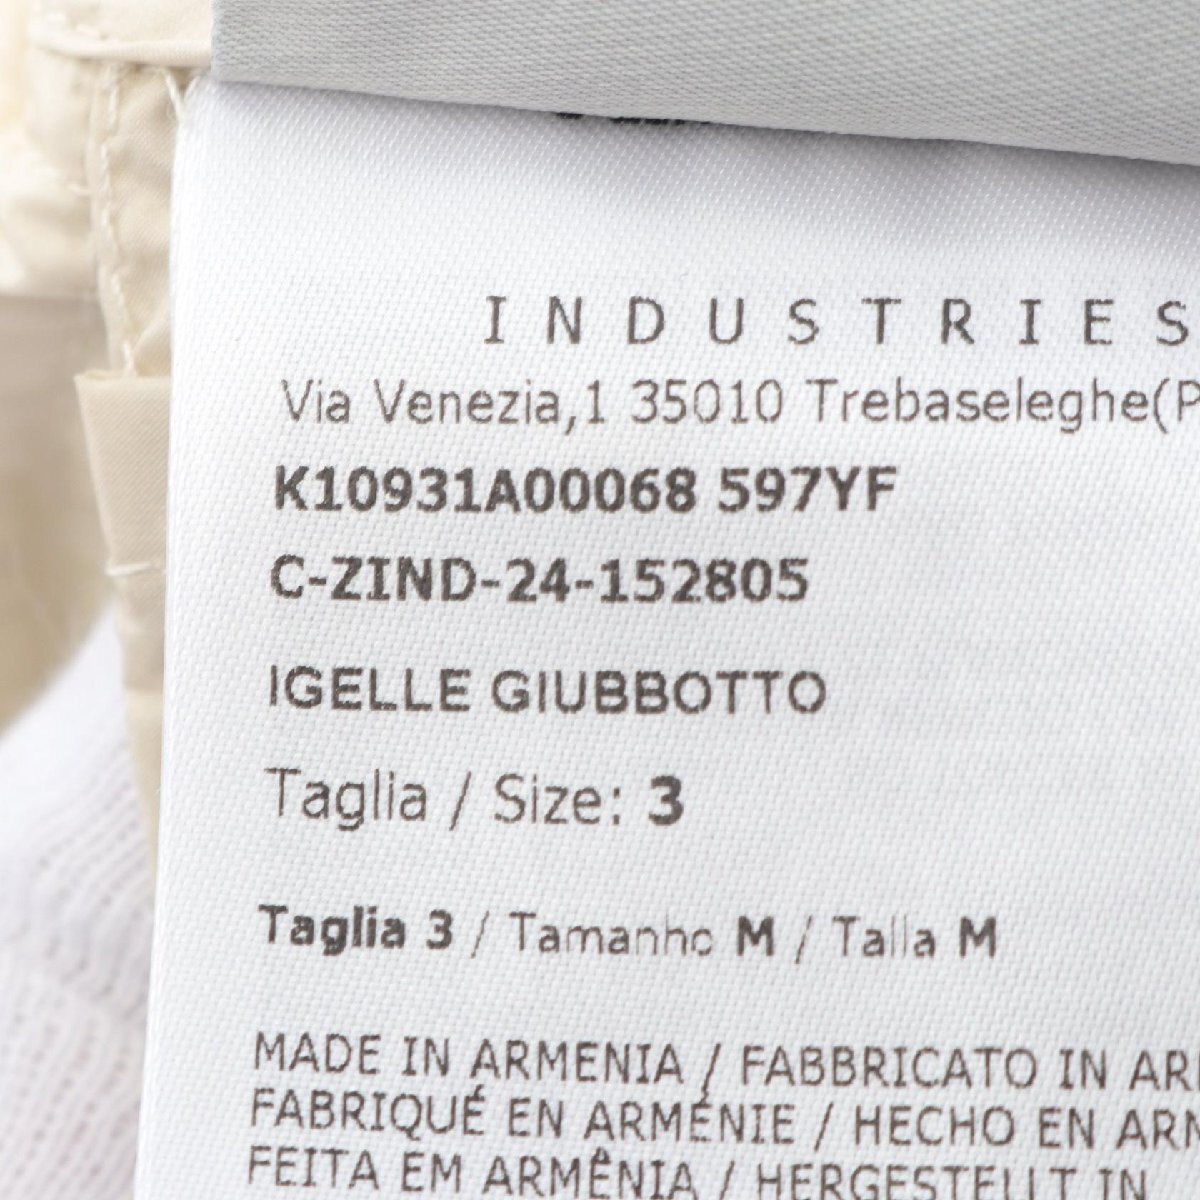 INDUSTRIES
Via Venezia,1 35010 Trebaseleghe(P
K10931A00068 597YF
C-ZIND-24-152805
IGELLE GIUBBOTTO
Taglia / Size: 3
Taglia 3 / Tamanho M / Talla M
MADE IN ARMENIA / FABBRICATO IN AR
FABRIQUÉ EN ARMÉNIE / HECHO EN ARM
FEITA EM ARMÊNIA / HERGESTELLT IN